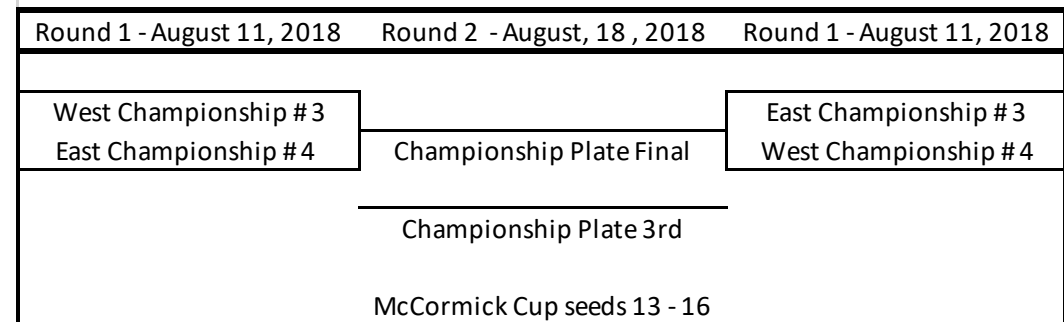 Round 1 - August 11, 2018 Round 2 - August, 18 , 2018 Round 1 - August 11, 2018
West Championship # 3 East Championship # 3
East Championship # 4 Championship Plate Final West Championship # 4
Championship Plate 3rd
McCormick Cup seeds 13 - 16